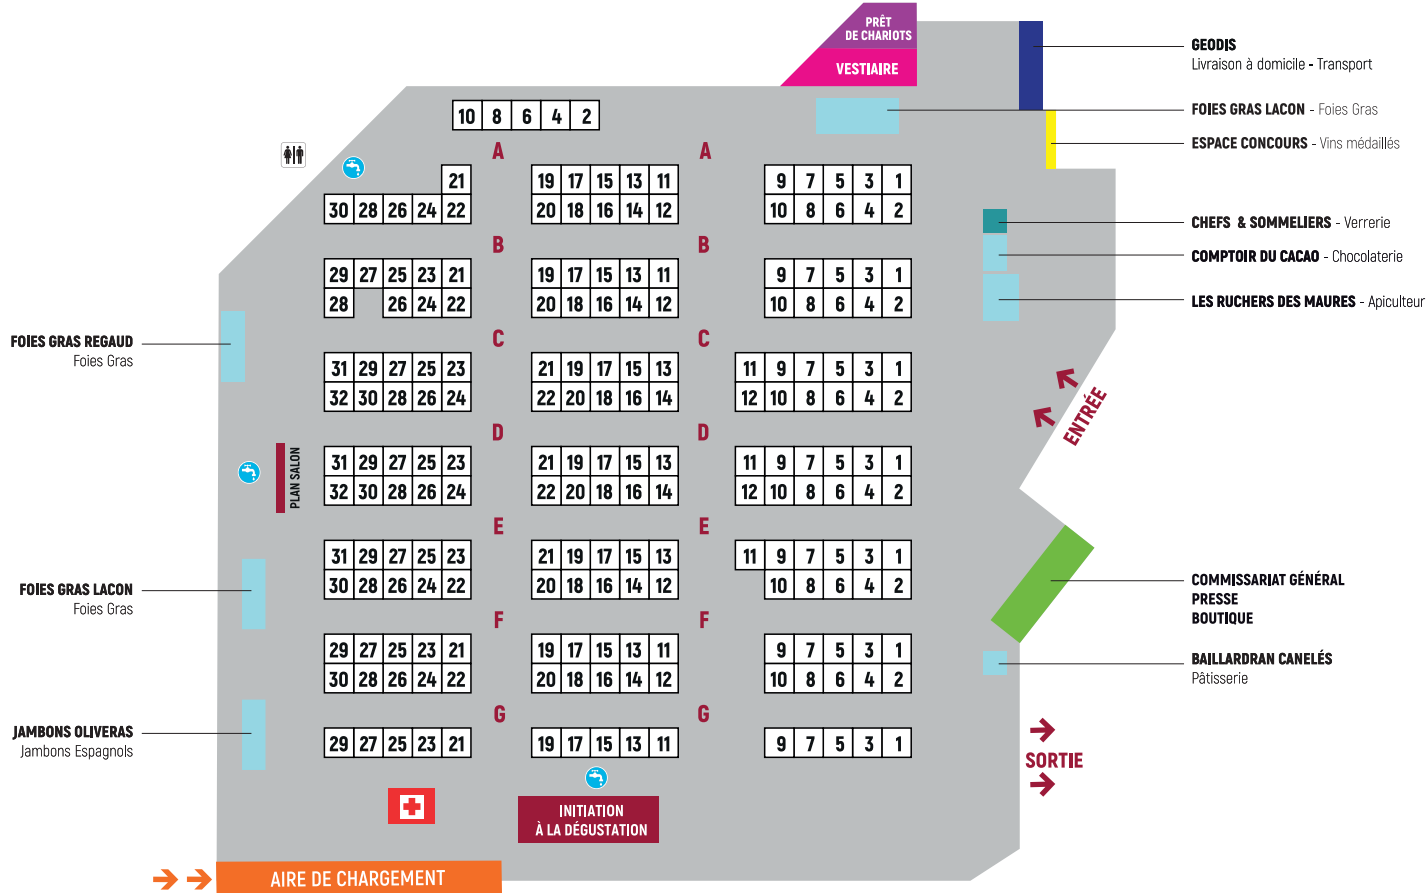 PRÊT
DE CHARIOTS
VESTIAIRE
GEODIS
Livraison à domicile - Transport
FOIES GRAS LACON - Foies Gras
ESPACE CONCOURS - Vins médaillés
CHEFS & SOMMELIERS - Verrerie
COMPTOIR DU CACAO - Chocolaterie
LES RUCHERS DES MAURES - Apiculteur
10 8 6 4 2
A A
21 19 17 15 13 11 9 7 5 3 1
30 28 26 24 22 20 18 16 14 12 10 8 6 4 2
B B
29 27 25 23 21 19 17 15 13 11 9 7 5 3 1
28 26 24 22 20 18 16 14 12 10 8 6 4 2
C C
31 29 27 25 23 21 19 17 15 13 11 9 7 5 3 1
32 30 28 26 24 22 20 18 16 14 12 10 8 6 4 2
D D
31 29 27 25 23 21 19 17 15 13 11 9 7 5 3 1
32 30 28 26 24 22 20 18 16 14 12 10 8 6 4 2
E E
31 29 27 25 23 21 19 17 15 13 11 9 7 5 3 1
30 28 26 24 22 20 18 16 14 12 10 8 6 4 2
F F
29 27 25 23 21 19 17 15 13 11 9 7 5 3 1
30 28 26 24 22 20 18 16 14 12 10 8 6 4 2
G G
29 27 25 23 21 19 17 15 13 11 9 7 5 3 1
FOIES GRAS REGAUD
Foies Gras
PLAN SALON
FOIES GRAS LACON
Foies Gras
JAMBONS OLIVERAS
Jambons Espagnols
ENTRÉE
COMMISSARIAT GÉNÉRAL
PRESSE
BOUTIQUE
BAILLARDRAN CANELÉS
Pâtisserie
SORTIE
INITIATION
À LA DÉGUSTATION
AIRE DE CHARGEMENT